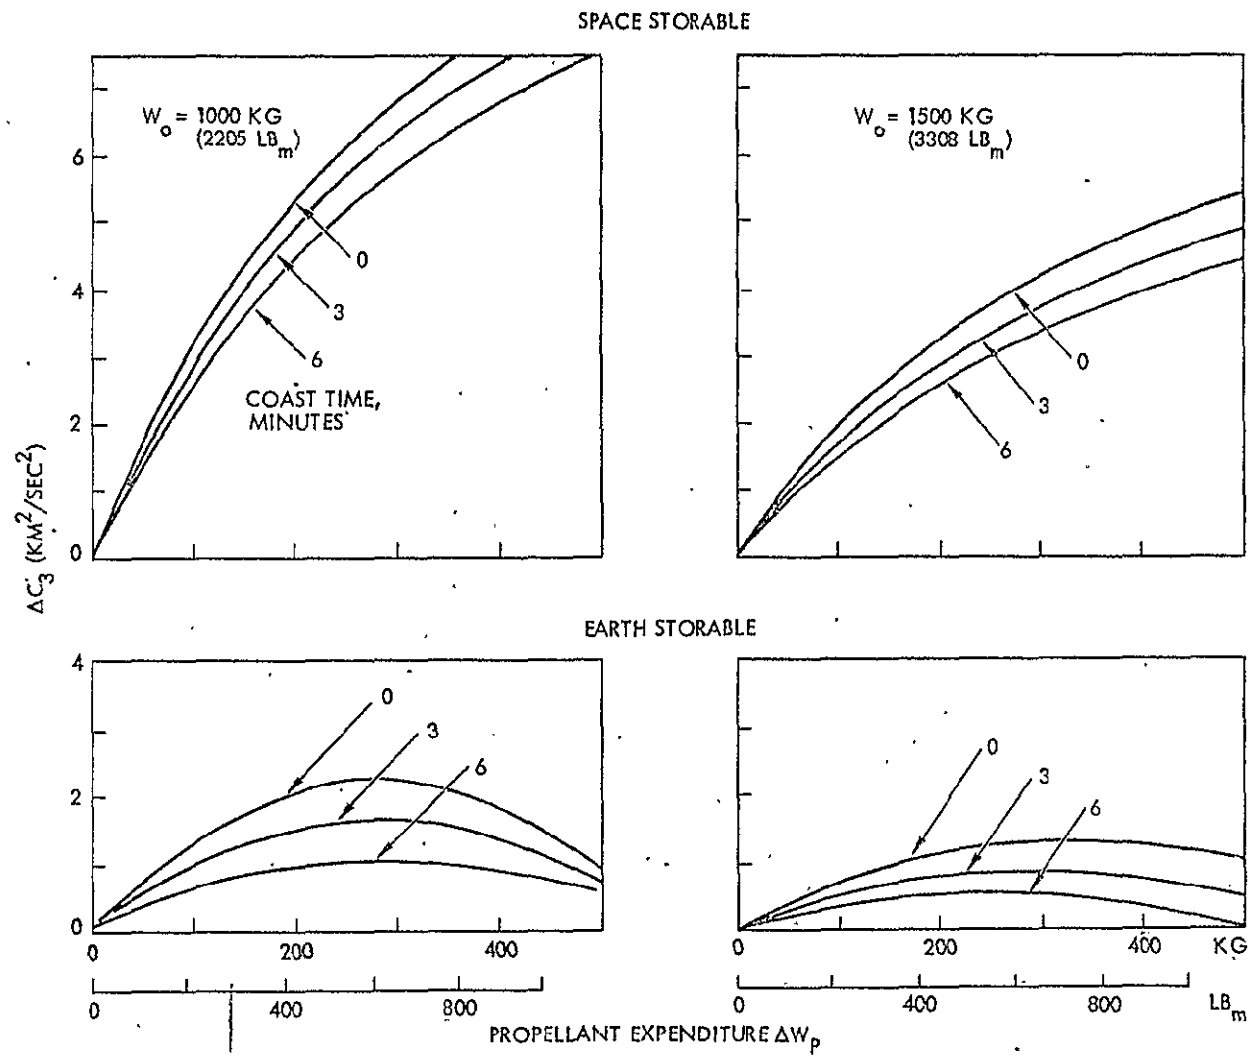 SPACE STORABLE
W₀ = 1000 KG
(2205 LBₘ)
W₀ = 1500 KG
(3308 LBₘ)
6
4
2
0
0
3
6
COAST TIME,
MINUTES
0
3
6
ΔC₃ (KM²/SEC²)
EARTH STORABLE
4
2
0
0
3
6
0
3
6
0 200 400
0 200 400 KG
0 400 800
0 400 800 LBₘ
PROPELLANT EXPENDITURE ΔWₚ